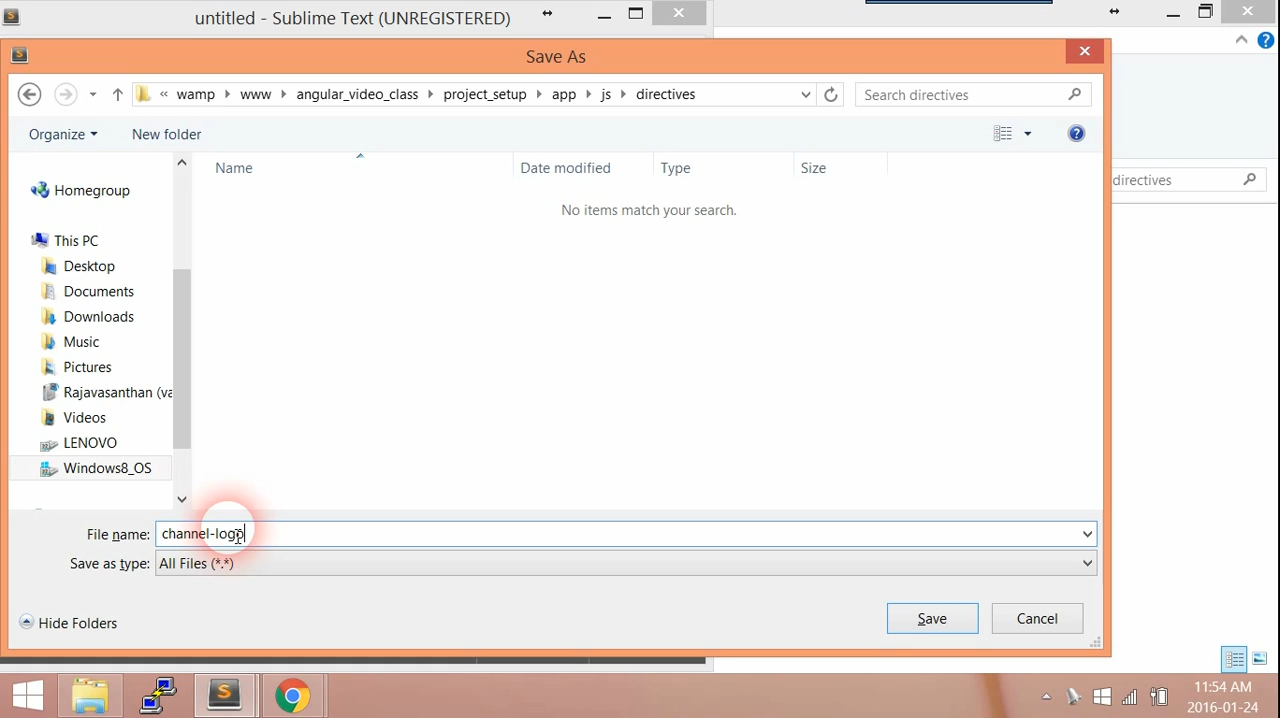 untitled - Sublime Text (UNREGISTERED)
Save As
« wamp www angular_video_class project_setup app js directives
Search directives
Organize
New folder
Name
Date modified
Type
Size
directives
No items match your search.
Homegroup
This PC
Desktop
Documents
Downloads
Music
Pictures
Rajavasanthan (va
Videos
LENOVO
Windows8_OS
File name: channel-logo
Save as type: All Files (*.*)
Hide Folders
Save
Cancel
11:54 AM
2016-01-24